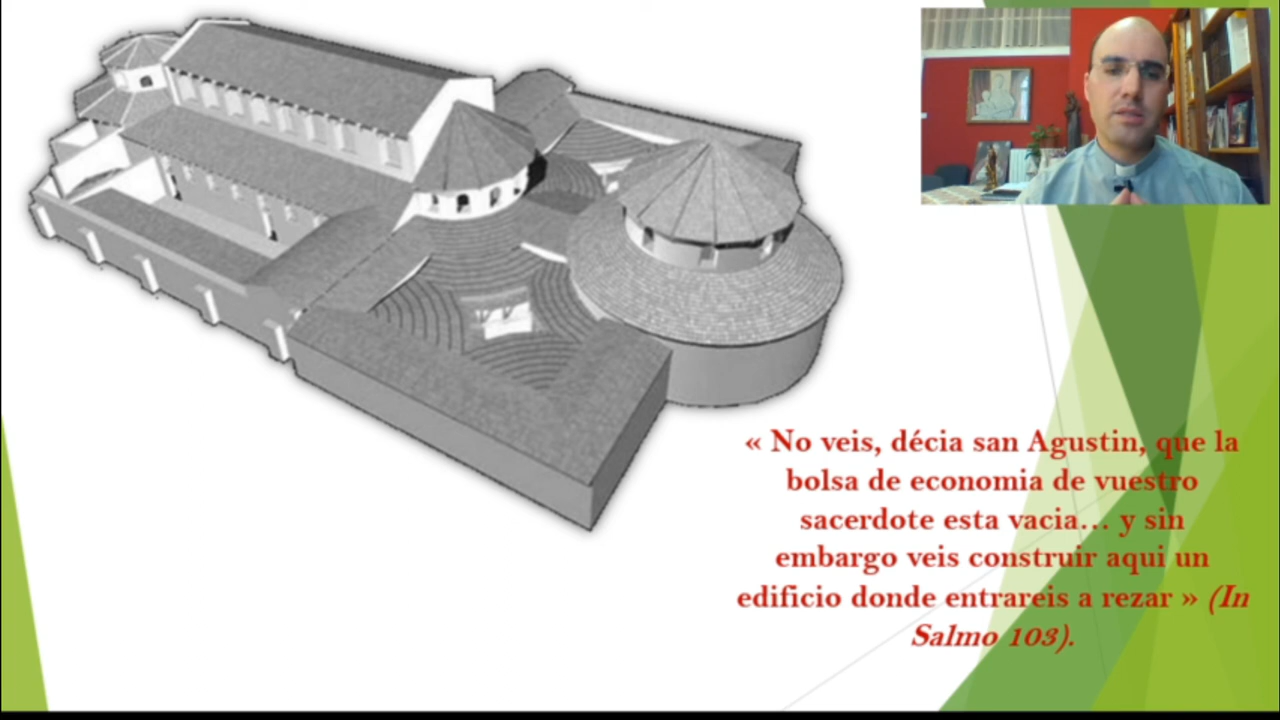 « No veis, décia san Agustin, que la
bolsa de economia de vuestro
sacerdote esta vacia… y sin
embargo veis construir aqui un
edificio donde entrareis a rezar » (In
Salmo 103).